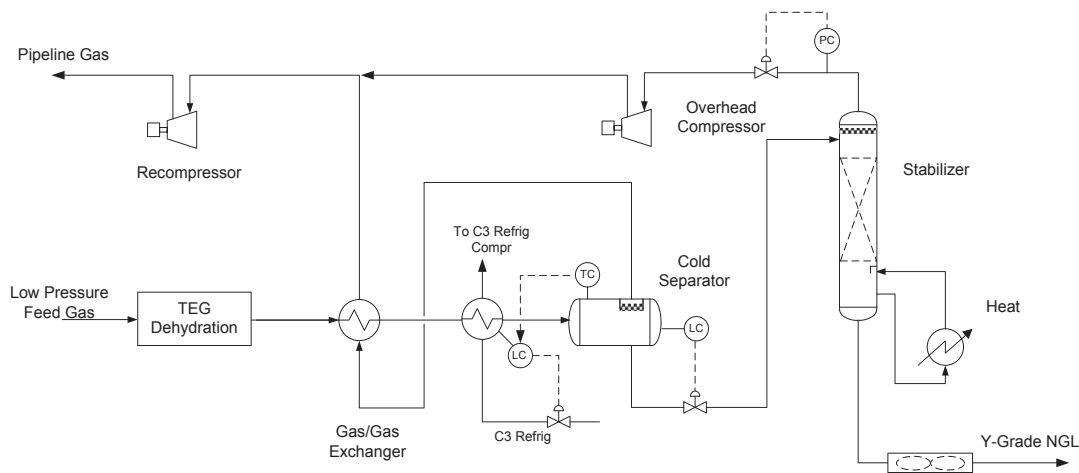 Pipeline Gas
PC
Overhead
Compressor
Recompressor
Stabilizer
To C3 Refrig
Compr
Cold
Separator
TC
Low Pressure
Feed Gas
TEG
Dehydration
LC
LC
Heat
C3 Refrig
Gas/Gas
Exchanger
Y-Grade NGL